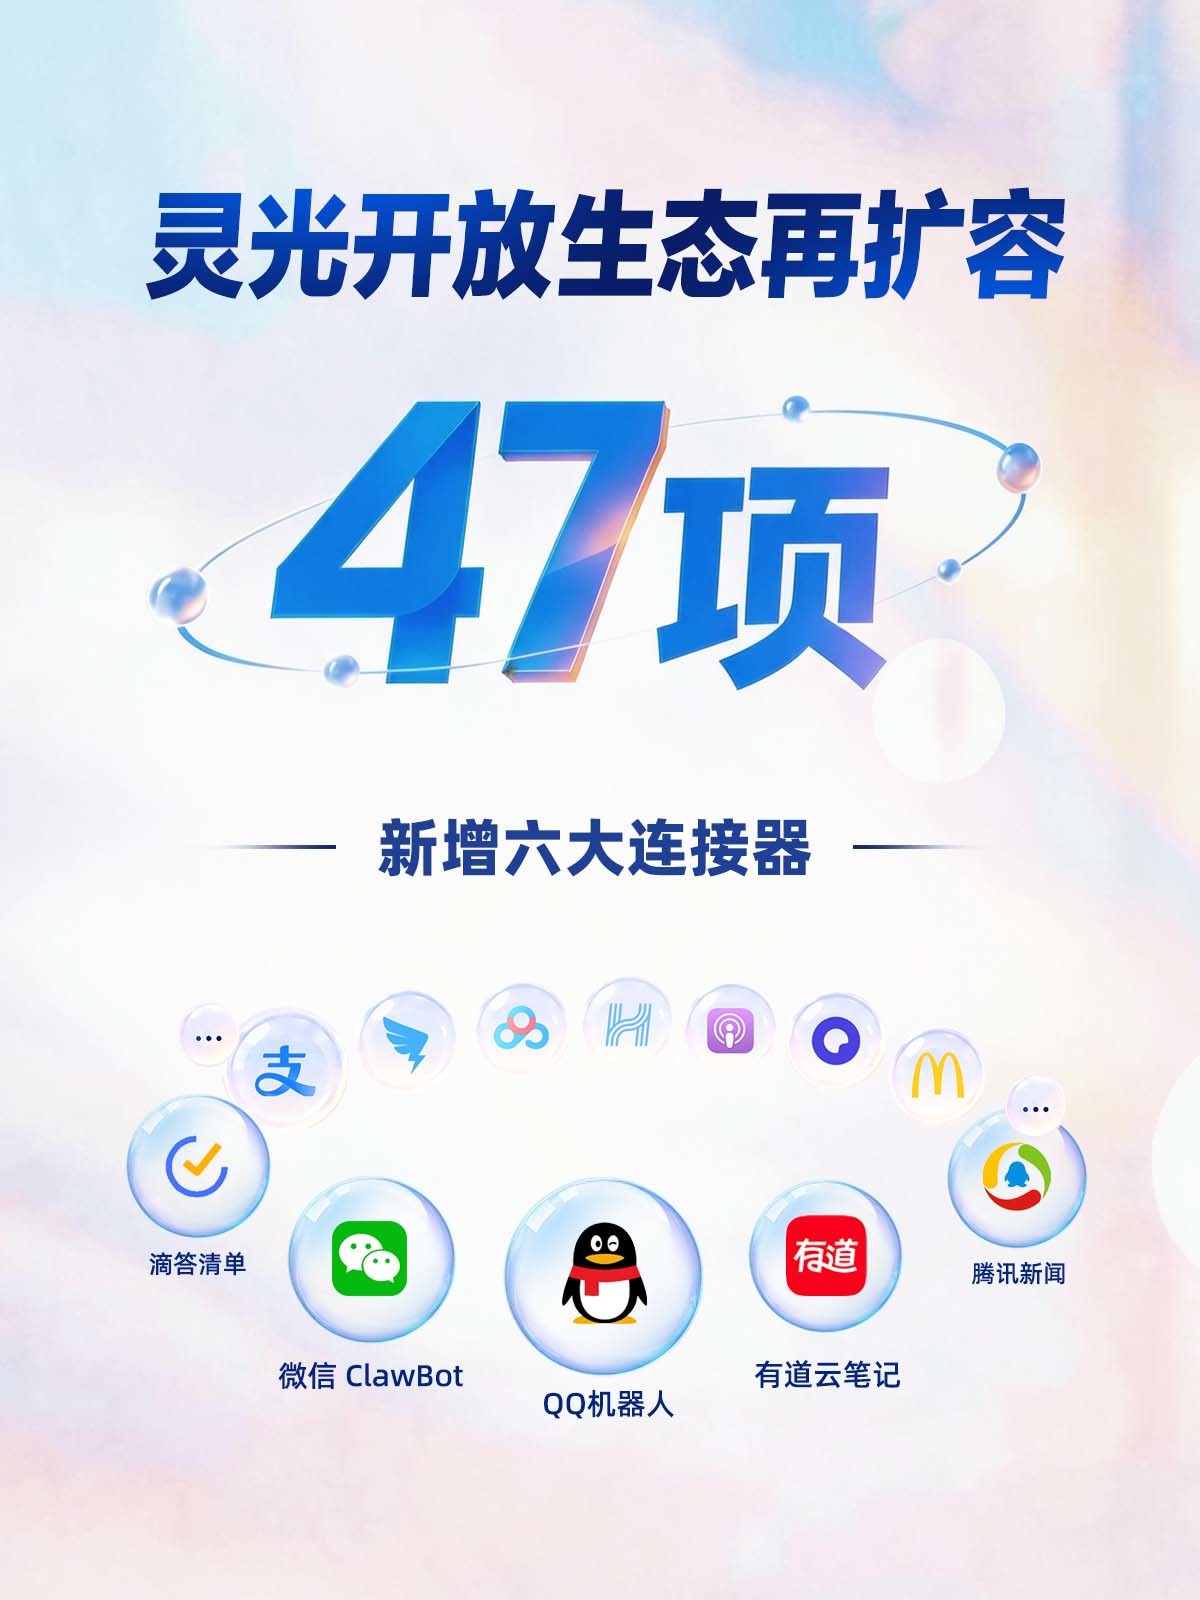 灵光开放生态再扩容
47项
新增六大连接器
支
滴答清单
微信 ClawBot
QQ机器人
有道
有道云笔记
腾讯新闻